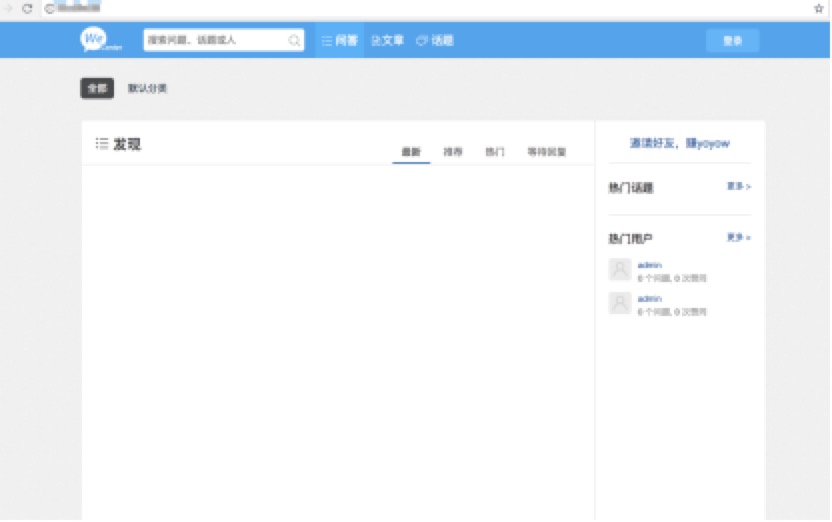 We Center
搜索问题、话题或人
问答 文章 话题
登录
全部 默认分类
发现
最新 推荐 热门 等待回复
邀请好友，赚yoyow
热门话题 更多 >
热门用户 更多 >
admin
0 个问题, 0 次赞同
admin
0 个问题, 0 次赞同